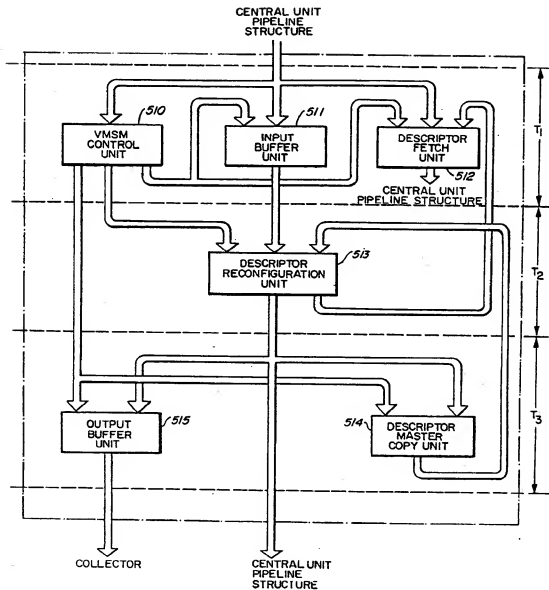 CENTRAL UNIT
PIPELINE
STRUCTURE
510
VMSM
CONTROL
UNIT
511
INPUT
BUFFER
UNIT
DESCRIPTOR
FETCH
UNIT
512
T1
CENTRAL UNIT
PIPELINE STRUCTURE
513
DESCRIPTOR
RECONFIGURATION
UNIT
T2
OUTPUT
BUFFER
UNIT
515
514
DESCRIPTOR
MASTER
COPY UNIT
T3
COLLECTOR
CENTRAL UNIT
PIPELINE
STRUCTURE